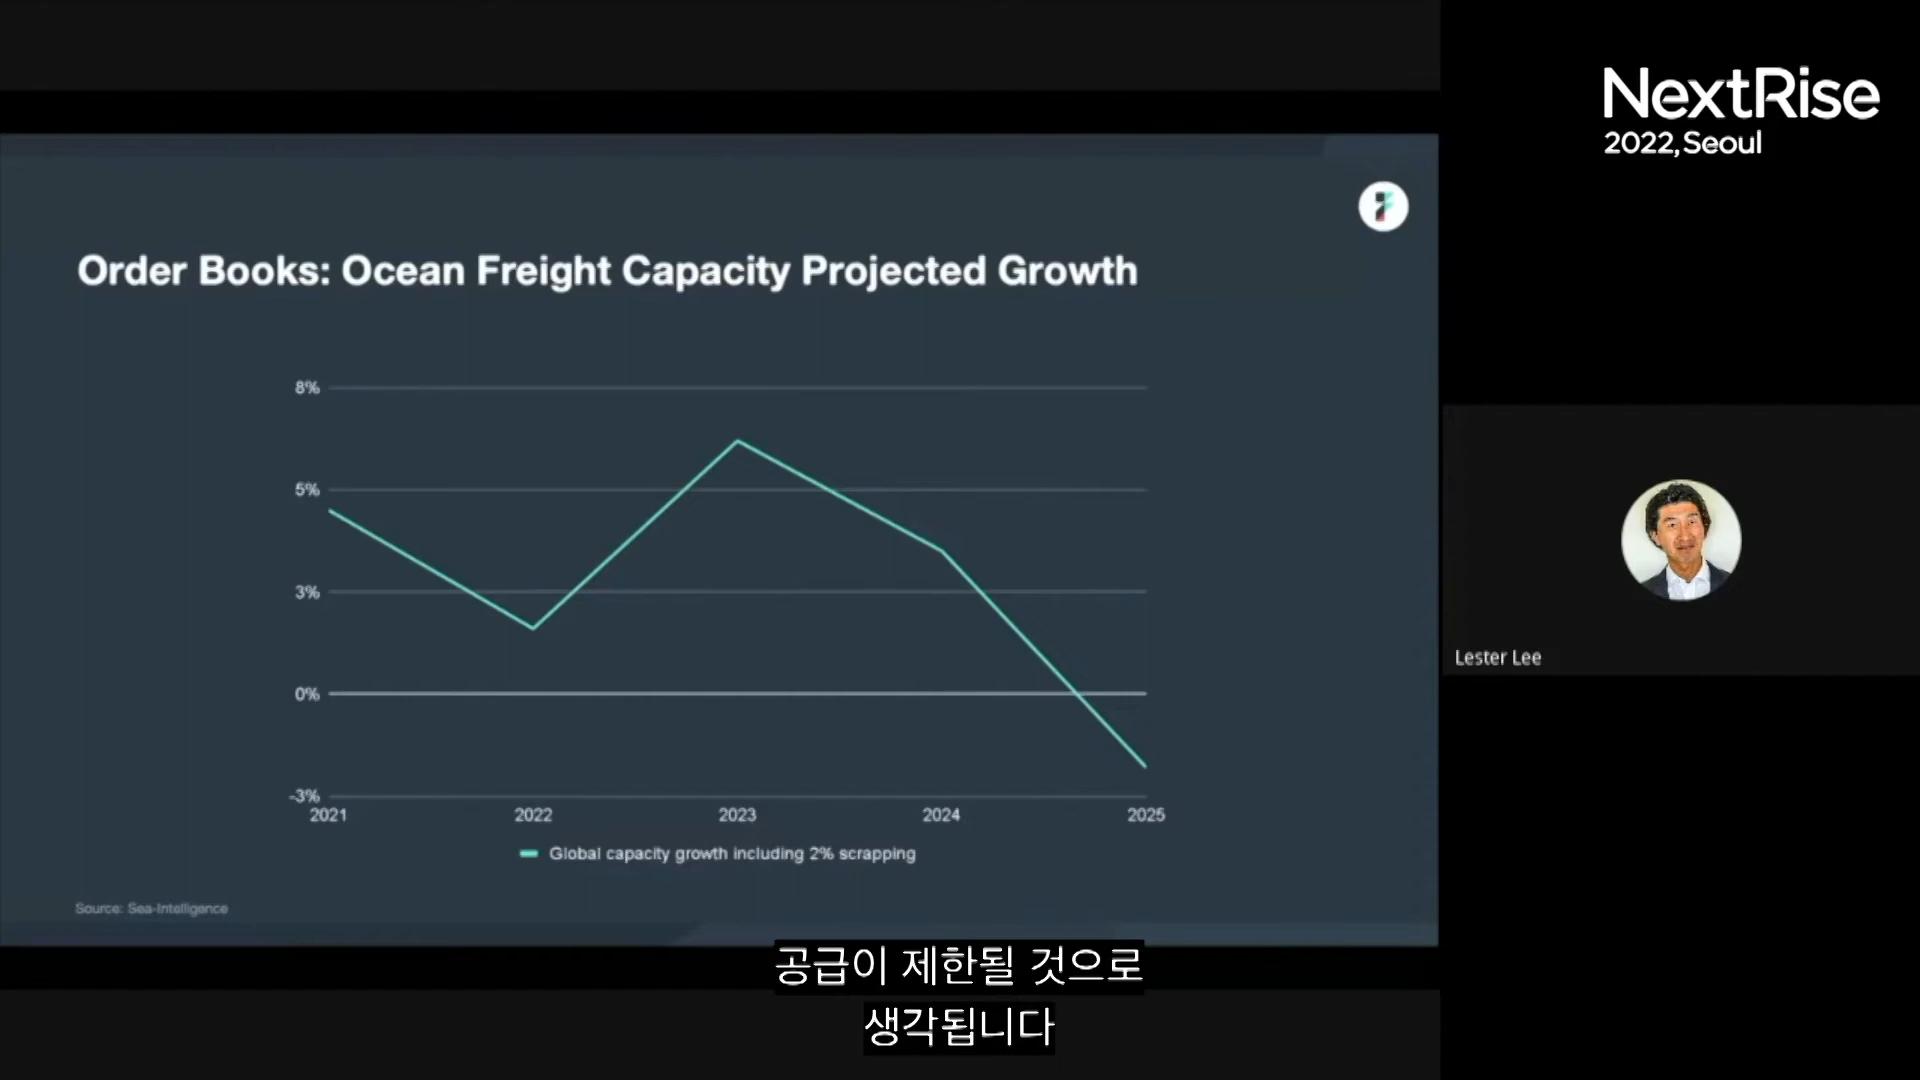 NextRise
2022, Seoul
Order Books: Ocean Freight Capacity Projected Growth
8%
5%
3%
0%
-3%
2021 2022 2023 2024 2025
Global capacity growth including 2% scrapping
Source: Sea-Intelligence
Lester Lee
공급이 제한될 것으로
생각됩니다